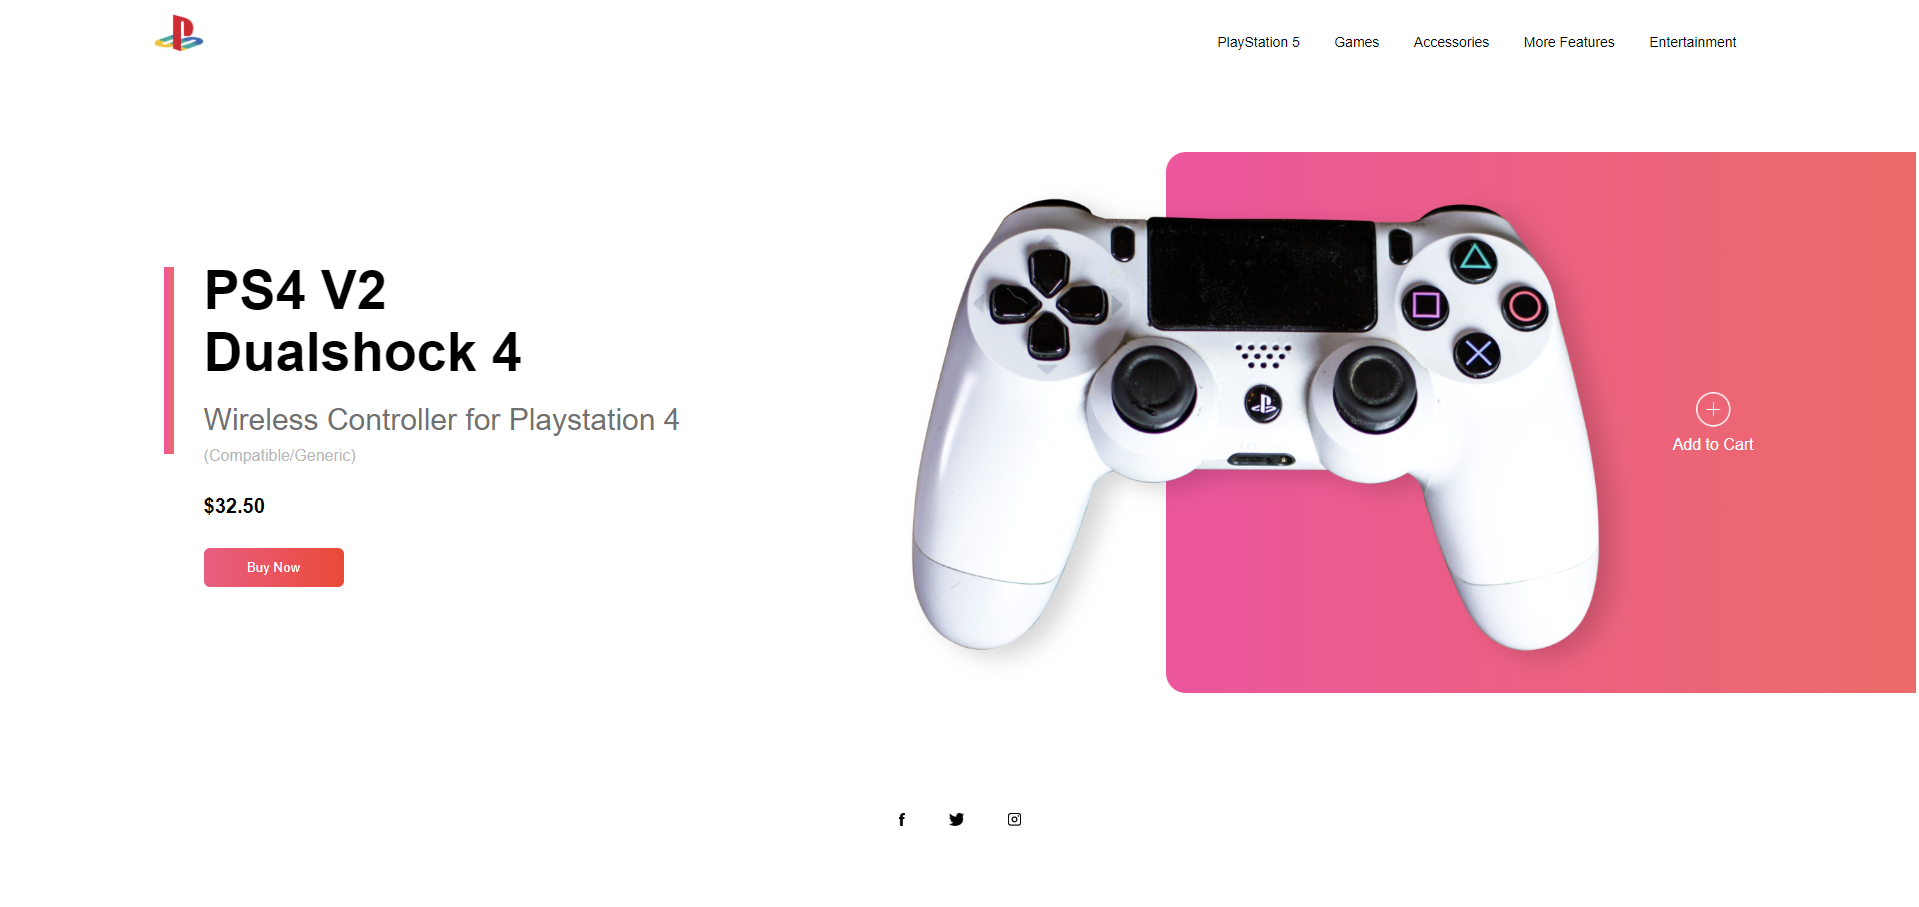 PlayStation 5 Games Accessories More Features Entertainment
PS4 V2
Dualshock 4
Wireless Controller for Playstation 4
(Compatible/Generic)
$32.50
Buy Now
Add to Cart